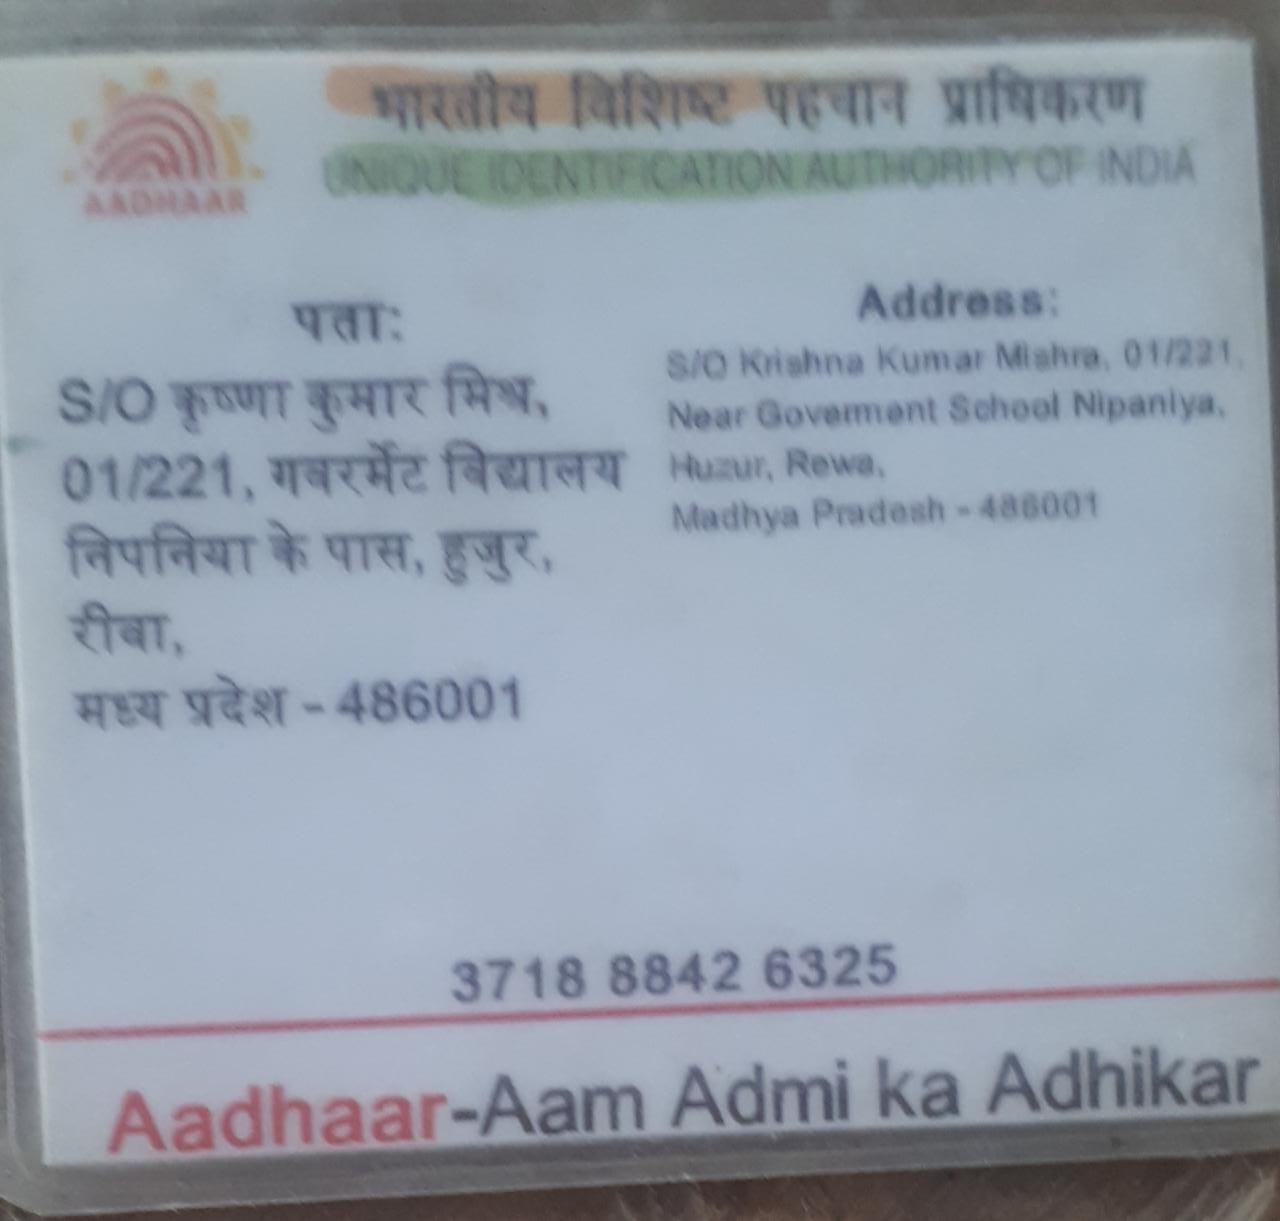 भारतीय विशिष्ट पहचान प्राधिकरण
UNIQUE IDENTIFICATION AUTHORITY OF INDIA
AADHAAR
पता:
S/O कृष्णा कुमार मिश्र,
01/221, गवरमेंट विद्यालय
निपनिया के पास, हुजुर,
रीवा,
मध्य प्रदेश - 486001
Address:
S/O Krishna Kumar Mishra, 01/221,
Near Goverment School Nipaniya,
Huzur, Rewa,
Madhya Pradesh - 486001
3718 8842 6325
Aadhaar-Aam Admi ka Adhikar